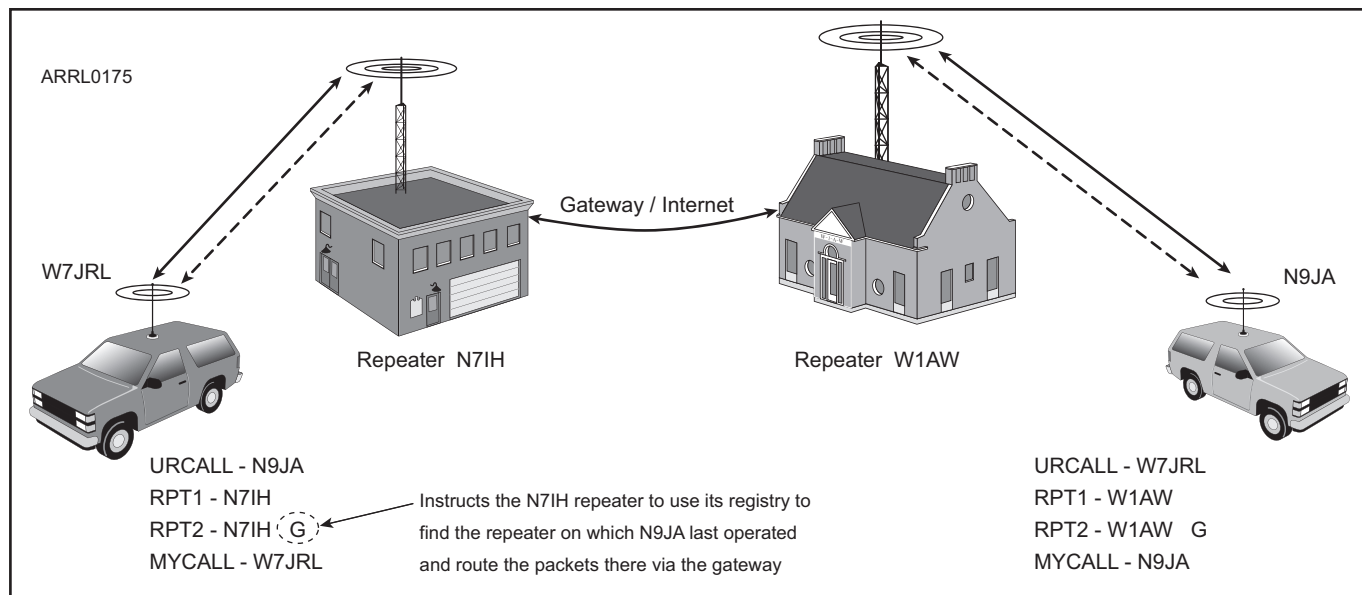 ARRL0175
Gateway / Internet
W7JRL
N9JA
W1AW
Repeater N7IH
Repeater W1AW
URCALL - N9JA
RPT1 - N7IH
RPT2 - N7IH G
MYCALL - W7JRL
Instructs the N7IH repeater to use its registry to
find the repeater on which N9JA last operated
and route the packets there via the gateway
URCALL - W7JRL
RPT1 - W1AW
RPT2 - W1AW G
MYCALL - N9JA